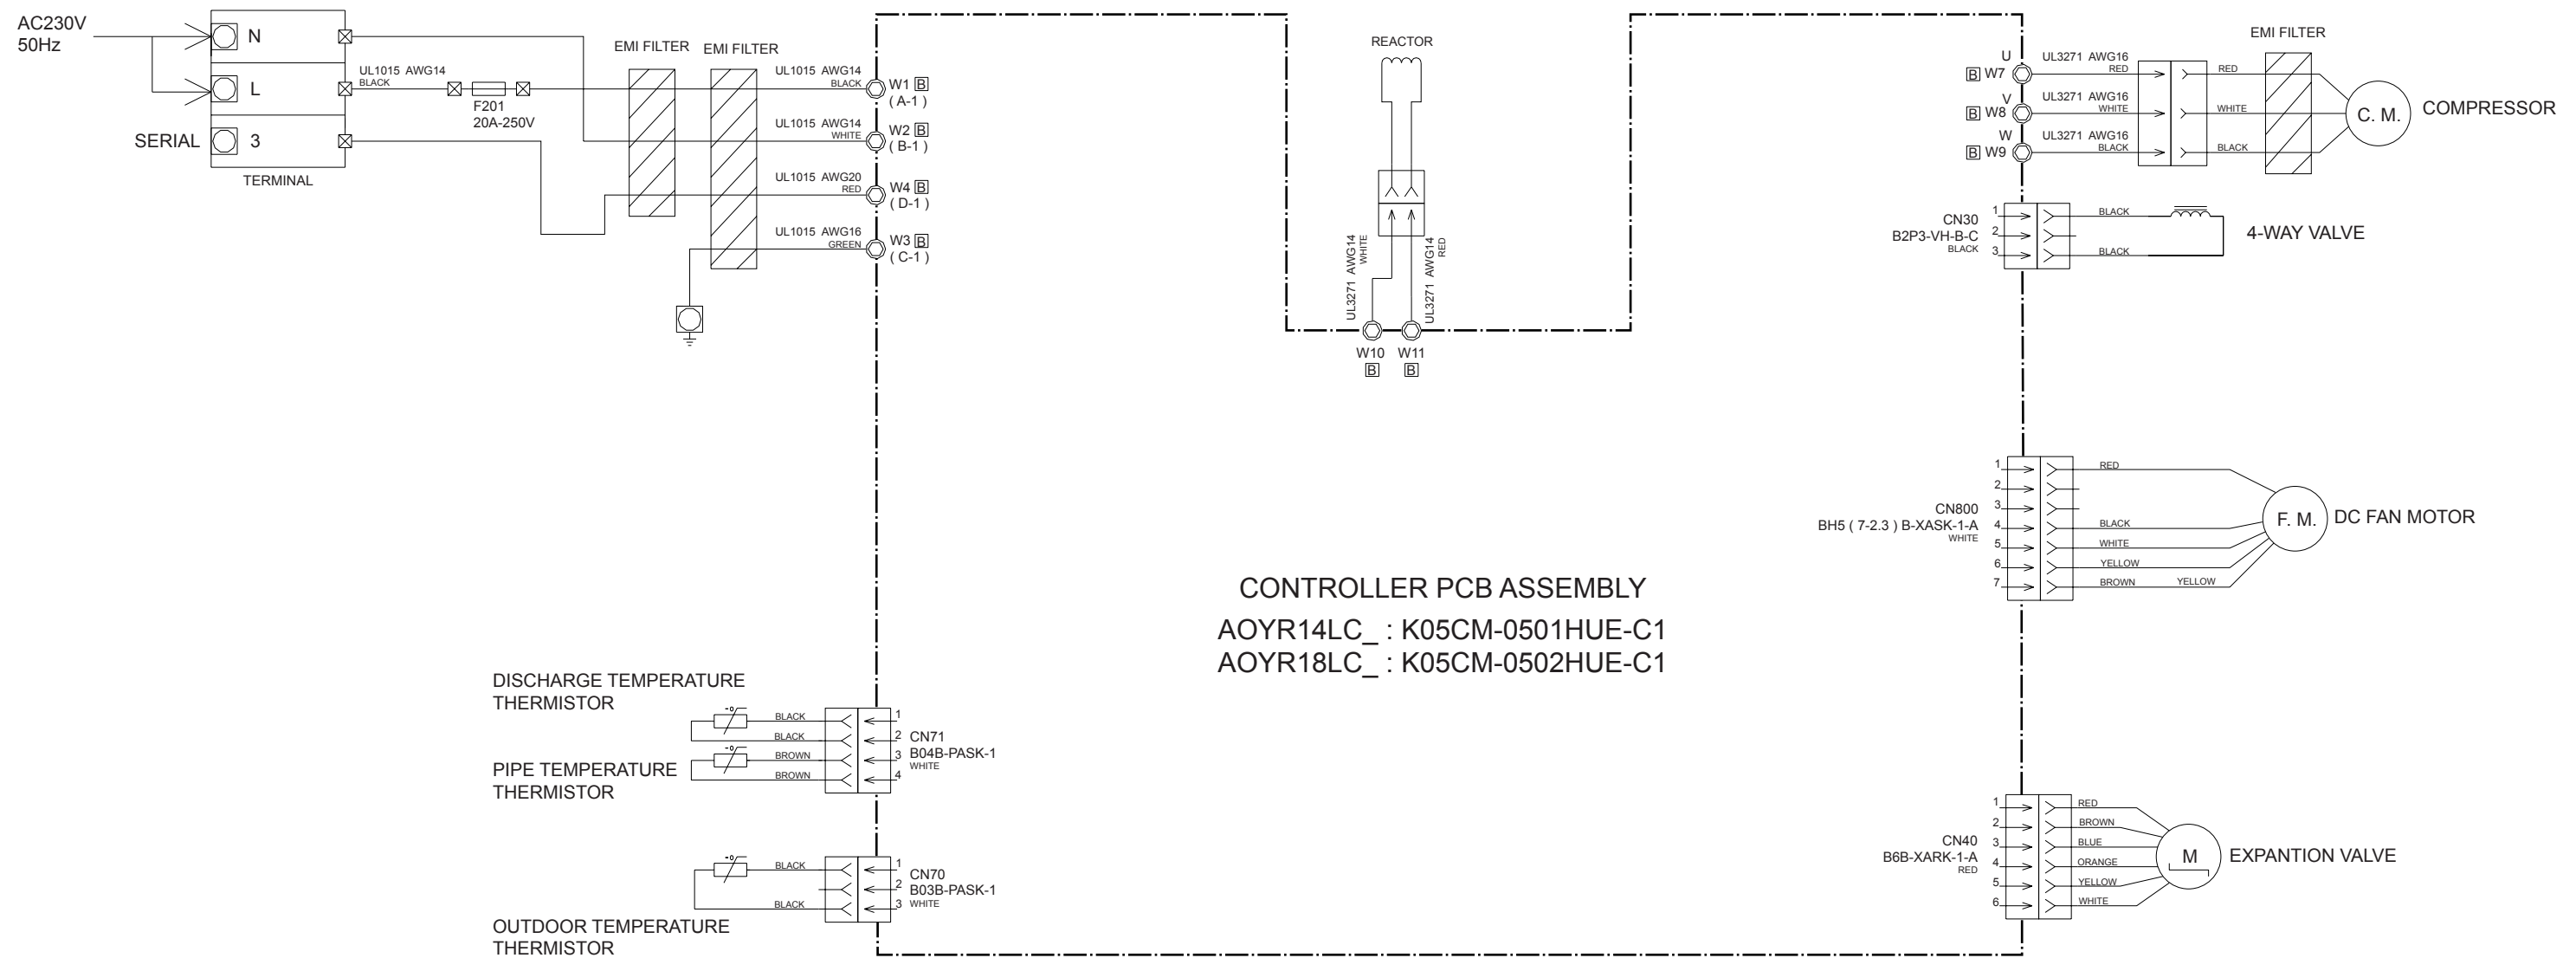 AC230V
50Hz
N
L
SERIAL
3
TERMINAL
UL1015 AWG14
BLACK
F201
20A-250V
EMI FILTER
EMI FILTER
UL1015 AWG14
BLACK
W1 B
( A-1 )
UL1015 AWG14
WHITE
W2 B
( B-1 )
UL1015 AWG20
RED
W4 B
( D-1 )
UL1015 AWG16
GREEN
W3 B
( C-1 )
REACTOR
UL3271 AWG14
WHITE
UL3271 AWG14
RED
W10
B
W11
B
U
B W7
UL3271 AWG16
RED
RED
V
B W8
UL3271 AWG16
WHITE
WHITE
W
B W9
UL3271 AWG16
BLACK
BLACK
EMI FILTER
C. M.
COMPRESSOR
CN30
B2P3-VH-B-C
BLACK
1
2
3
BLACK
BLACK
4-WAY VALVE
CN800
BH5 ( 7-2.3 ) B-XASK-1-A
WHITE
1
2
3
4
5
6
7
RED
BLACK
WHITE
YELLOW
BROWN YELLOW
F. M.
DC FAN MOTOR
CONTROLLER PCB ASSEMBLY
AOYR14LC_ : K05CM-0501HUE-C1
AOYR18LC_ : K05CM-0502HUE-C1
DISCHARGE TEMPERATURE
THERMISTOR
PIPE TEMPERATURE
THERMISTOR
-θ
-θ
BLACK
BLACK
BROWN
BROWN
1
2
3
4
CN71
B04B-PASK-1
WHITE
OUTDOOR TEMPERATURE
THERMISTOR
-θ
BLACK
BLACK
1
2
3
CN70
B03B-PASK-1
WHITE
CN40
B6B-XARK-1-A
RED
1
2
3
4
5
6
RED
BROWN
BLUE
ORANGE
YELLOW
WHITE
M
EXPANTION VALVE